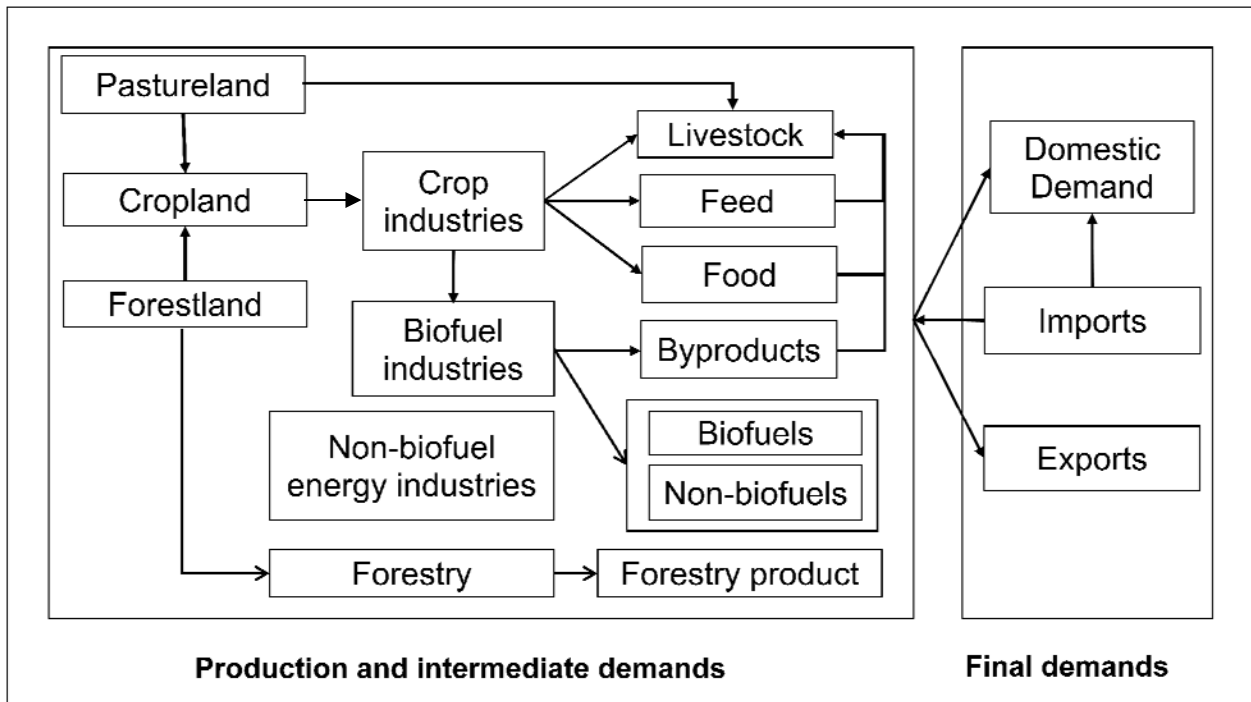 Pastureland
Cropland
Forestland
Crop
industries
Biofuel
industries
Non-biofuel
energy industries
Forestry
Livestock
Feed
Food
Byproducts
Biofuels
Non-biofuels
Forestry product
Production and intermediate demands
Domestic
Demand
Imports
Exports
Final demands